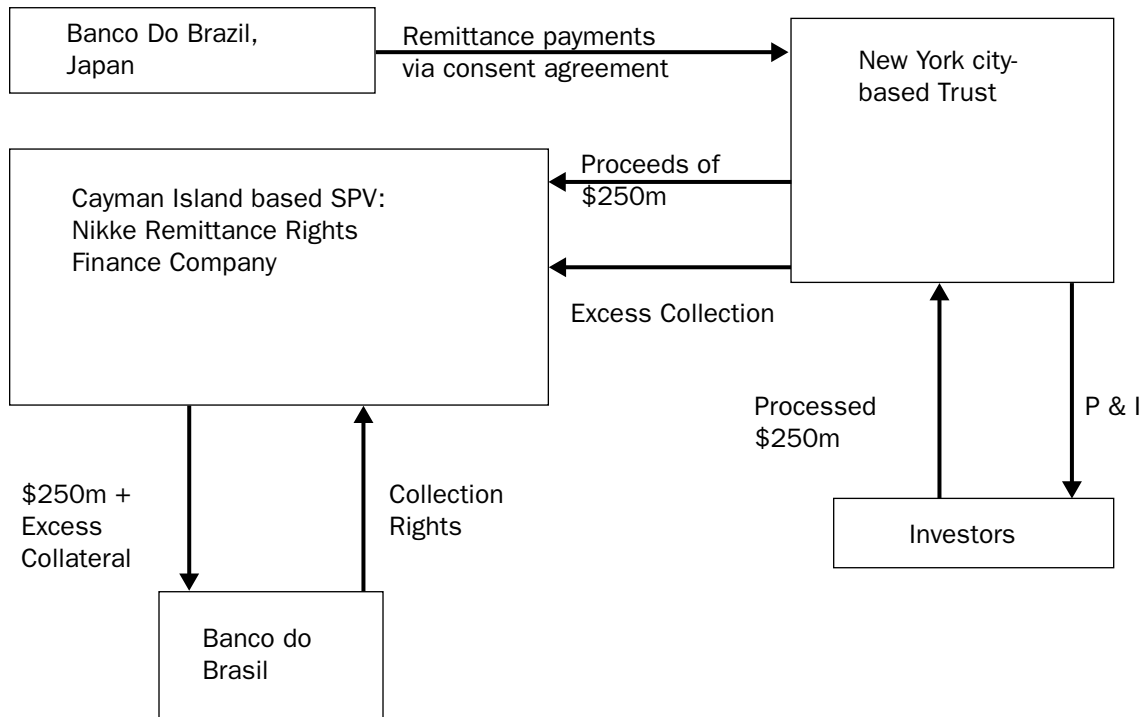 Banco Do Brazil,
Japan
Remittance payments
via consent agreement
New York city-
based Trust
Cayman Island based SPV:
Nikke Remittance Rights
Finance Company
Proceeds of
$250m
Excess Collection
Processed
$250m
P & I
$250m +
Excess
Collateral
Collection
Rights
Investors
Banco do
Brasil